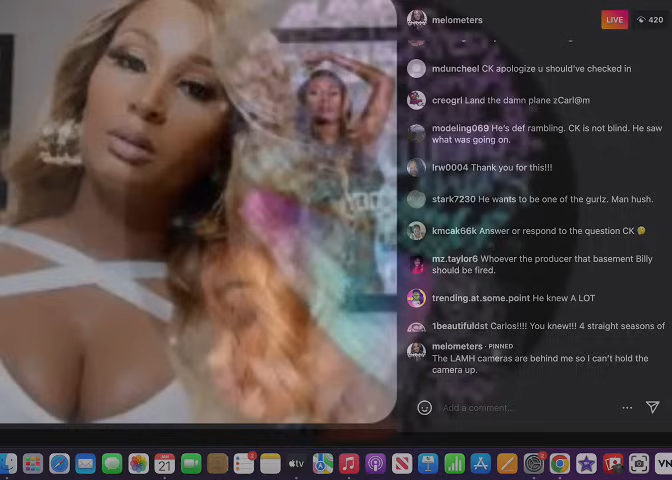 melometers
LIVE
420
mduncheel CK apologize u should've checked in
creogrl Land the damn plane zCarl@m
modeling069 He's def rambling. CK is not blind. He saw
what was going on.
lrw0004 Thank you for this!!!
stark7230 He wants to be one of the gurlz. Man hush.
kmcak66k Answer or respond to the question CK
mz.taylor6 Whoever the producer that basement Billy
should be fired.
trending.at.some.point He knew A LOT
1beautifuldst Carlos!!!! You knew!!! 4 straight seasons of
melometers · PINNED
The LAMH cameras are behind me so I can't hold the
camera up.
Add a comment...
JAN
21
2
tv
2
VN